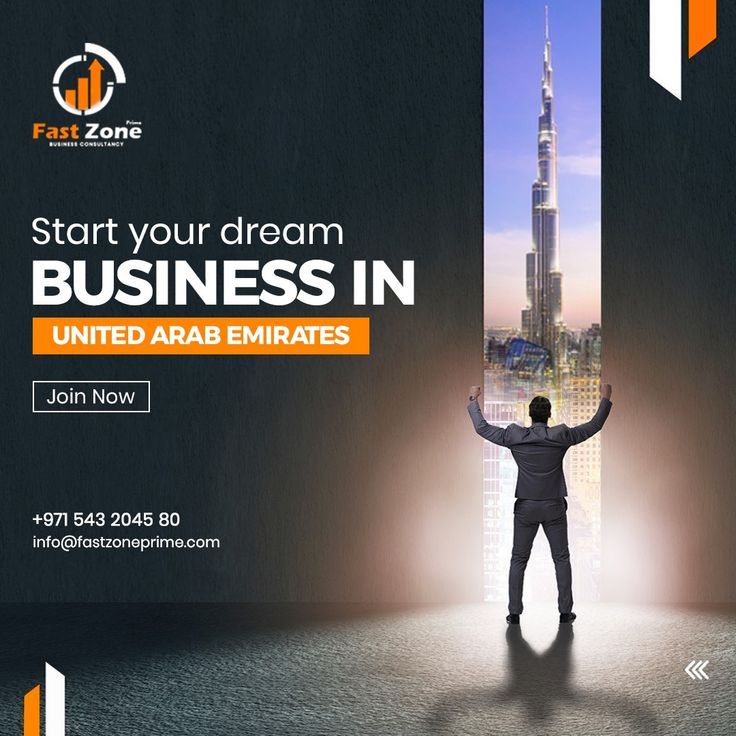 Prime
Fast Zone
BUSINESS CONSULTANCY
Start your dream
BUSINESS IN
UNITED ARAB EMIRATES
Join Now
+971 543 2045 80
info@fastzoneprime.com